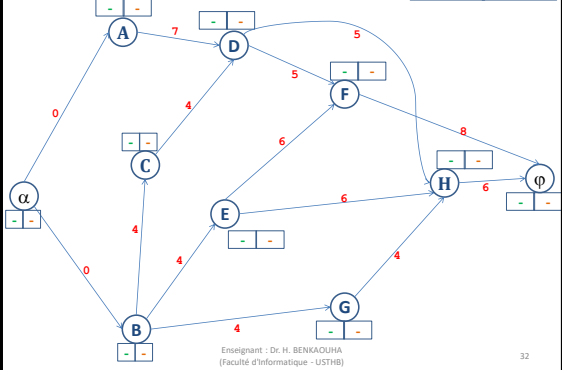 - -
A
7
- -
D
5
5
- -
F
0
4
- -
C
6
8
- -
H
6
φ
- -
α
- -
E
- -
6
4
4
0
4
G
- -
4
B
- -
Enseignant : Dr. H. BENKAOUHA
(Faculté d'Informatique - USTHB)
32